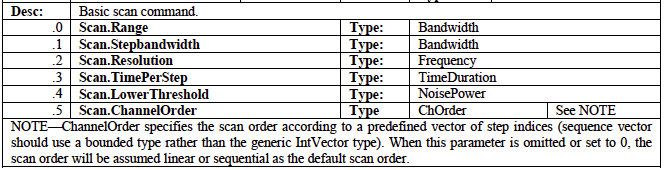 Desc: Basic scan command.
.0 Scan.Range Type: Bandwidth
.1 Scan.Stepbandwidth Type: Bandwidth
.2 Scan.Resolution Type: Frequency
.3 Scan.TimePerStep Type: TimeDuration
.4 Scan.LowerThreshold Type: NoisePower
.5 Scan.ChannelOrder Type ChOrder See NOTE
NOTE—ChannelOrder specifies the scan order according to a predefined vector of step indices (sequence vector
should use a bounded type rather than the generic IntVector type). When this parameter is omitted or set to 0, the
scan order will be assumed linear or sequential as the default scan order.